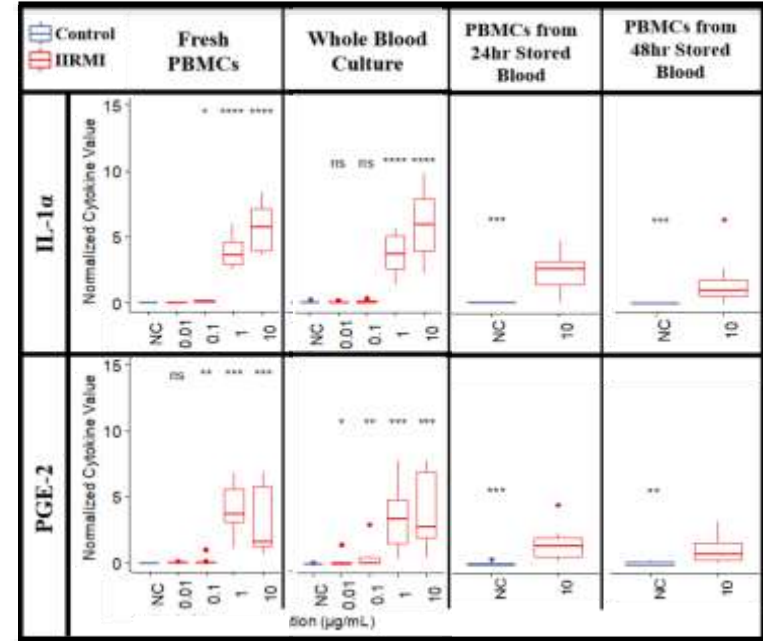 Control
IIRMI
Fresh
PBMCs
Whole Blood
Culture
PBMCs from
24hr Stored
Blood
PBMCs from
48hr Stored
Blood
IL-1α
Normalized Cytokine Value
15
10
5
0
* **** ****
ns ns **** ****
***
***
NC 0.01 0.1 1 10
NC 0.01 0.1 1 10
NC 10
NC 10
PGE-2
Normalized Cytokine Value
15
10
5
0
ns ** *** ***
* ** *** ***
***
**
NC 0.01 0.1 1 10
NC 0.01 0.1 1 10
NC 10
NC 10
tion (µg/mL)